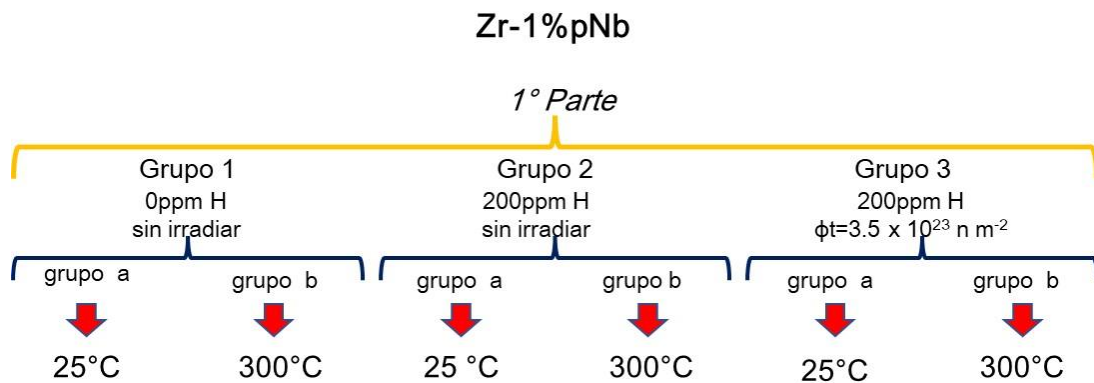 Zr-1%pNb
1° Parte
Grupo 1
0ppm H
sin irradiar
grupo a
25°C
grupo b
300°C
Grupo 2
200ppm H
sin irradiar
grupo a
25 °C
grupo b
300°C
Grupo 3
200ppm H
ϕt=3.5 x 10²³ n m⁻²
grupo a
25°C
grupo b
300°C